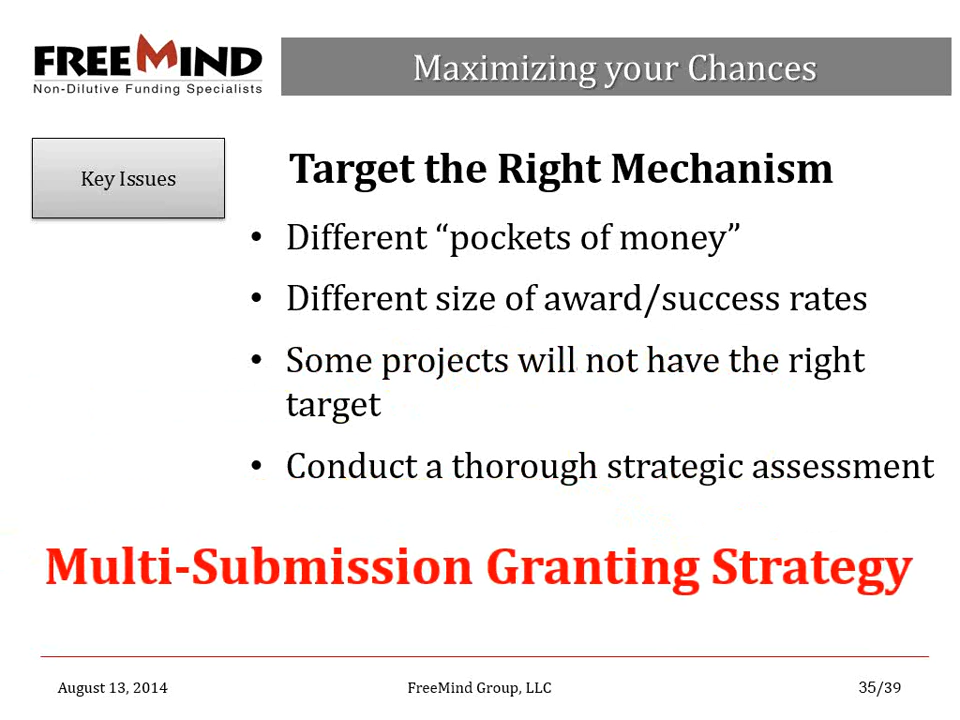 FREEMIND
Non-Dilutive Funding Specialists
Maximizing your Chances
Key Issues
Target the Right Mechanism
• Different “pockets of money”
• Different size of award/success rates
• Some projects will not have the right
target
• Conduct a thorough strategic assessment
Multi-Submission Granting Strategy
August 13, 2014
FreeMind Group, LLC
35/39